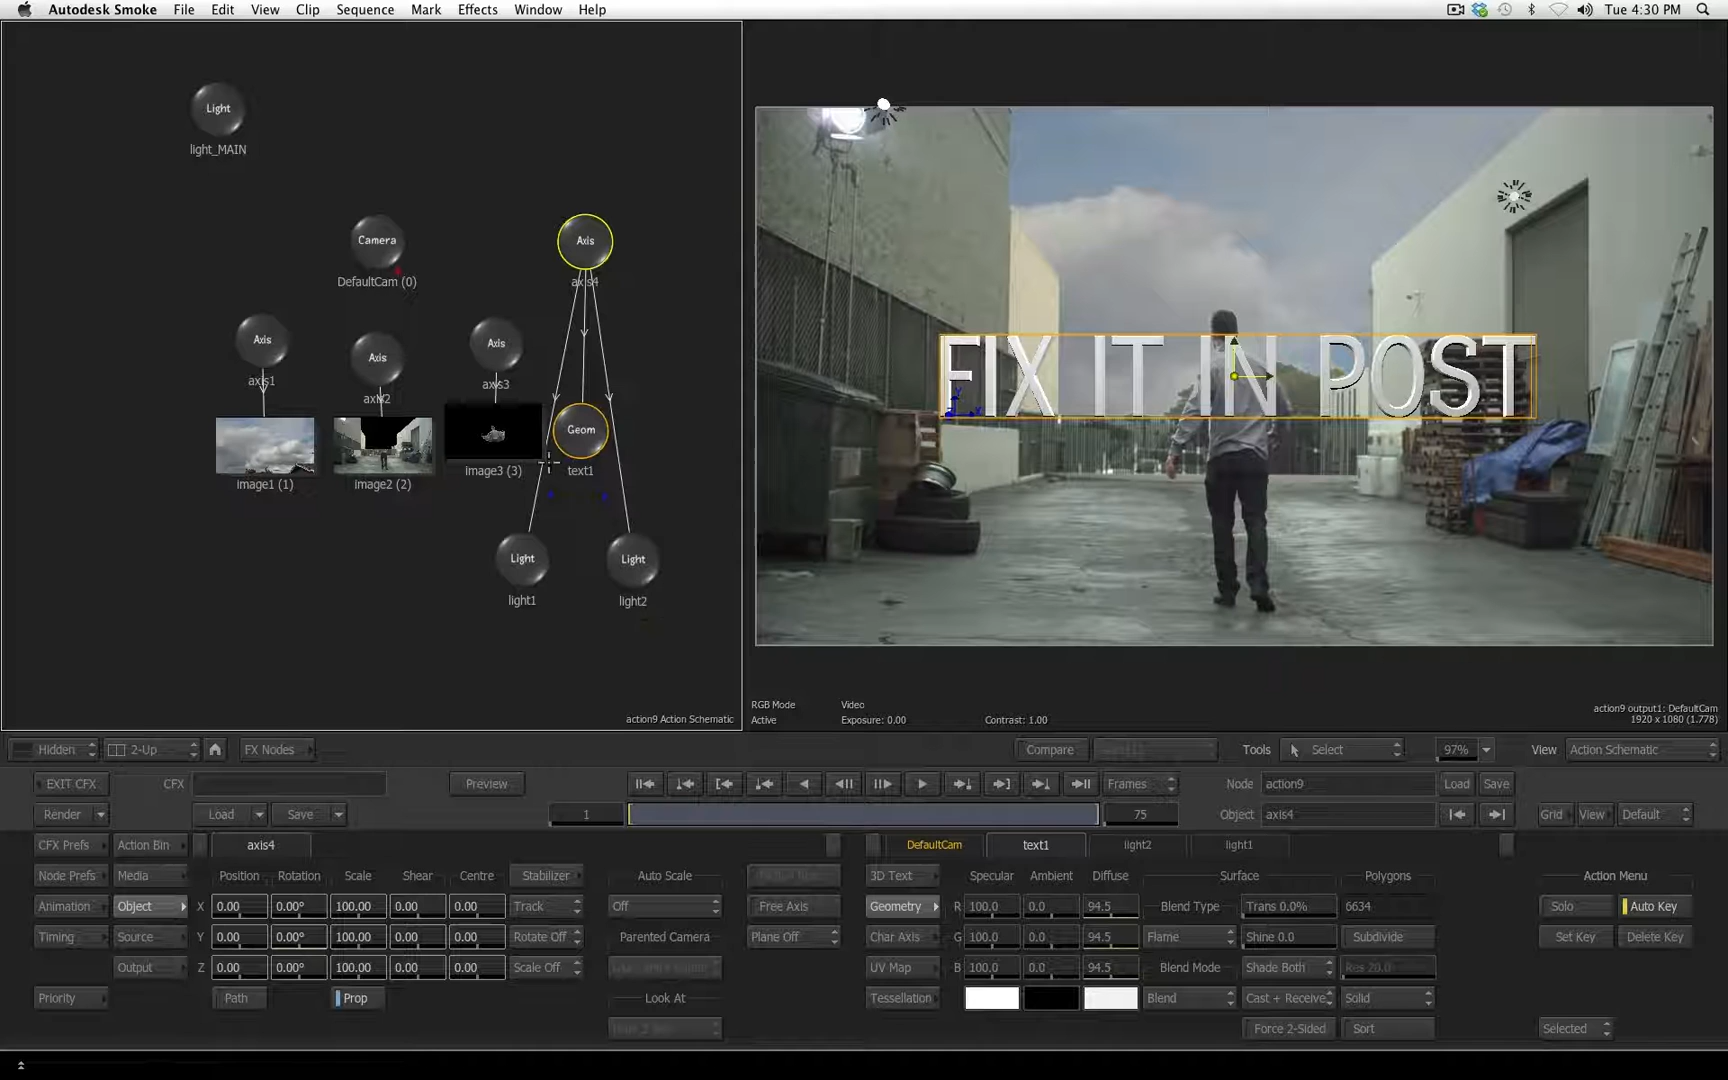 Autodesk Smoke File Edit View Clip Sequence Mark Effects Window Help Tue 4:30 PM
Light
light_MAIN
Camera
DefaultCam (0)
Axis
axis4
Axis
axis1
Axis
axis2
Axis
axis3
image1 (1)
image2 (2)
image3 (3)
Geom
text1
Light
light1
Light
light2
action9 Action Schematic
FIX IT IN POST
RGB Mode Video
Active Exposure: 0.00 Contrast: 1.00
action9 output1: DefaultCam
1920 x 1080 (1.778)
Hidden 2-Up FX Nodes Compare Tools Select 97% View Action Schematic
EXIT CFX CFX Preview Frames Node action9 Load Save
Render Load Save 1 75 Object axis4 Grid View Default
CFX Prefs Action Bin axis4 DefaultCam text1 light2 light1
Node Prefs Media Position Rotation Scale Shear Centre Stabilizer Auto Scale 3D Text Specular Ambient Diffuse Surface Polygons Action Menu
Animation Object X 0.00 0.00° 100.00 0.00 0.00 Track Off Free Axis Geometry R 100.0 0.0 94.5 Blend Type Trans 0.0% 6634 Solo Auto Key
Timing Source Y 0.00 0.00° 100.00 0.00 0.00 Rotate Off Parented Camera Plane Off Char Axis G 100.0 0.0 94.5 Flame Shine 0.0 Subdivide Set Key Delete Key
Output Z 0.00 0.00° 100.00 0.00 0.00 Scale Off UV Map B 100.0 0.0 94.5 Blend Mode Shade Both Res 20.0
Priority Path Prop Look At Tessellation Blend Cast + Receive Solid
Force 2-Sided Sort Selected